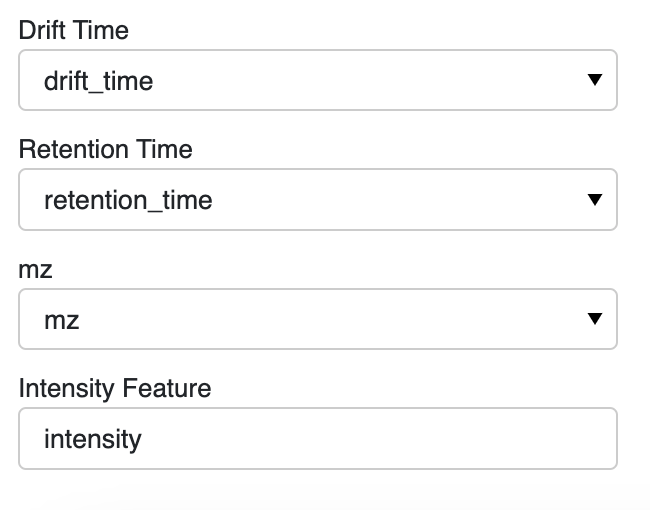 Drift Time
drift_time
Retention Time
retention_time
mz
mz
Intensity Feature
intensity